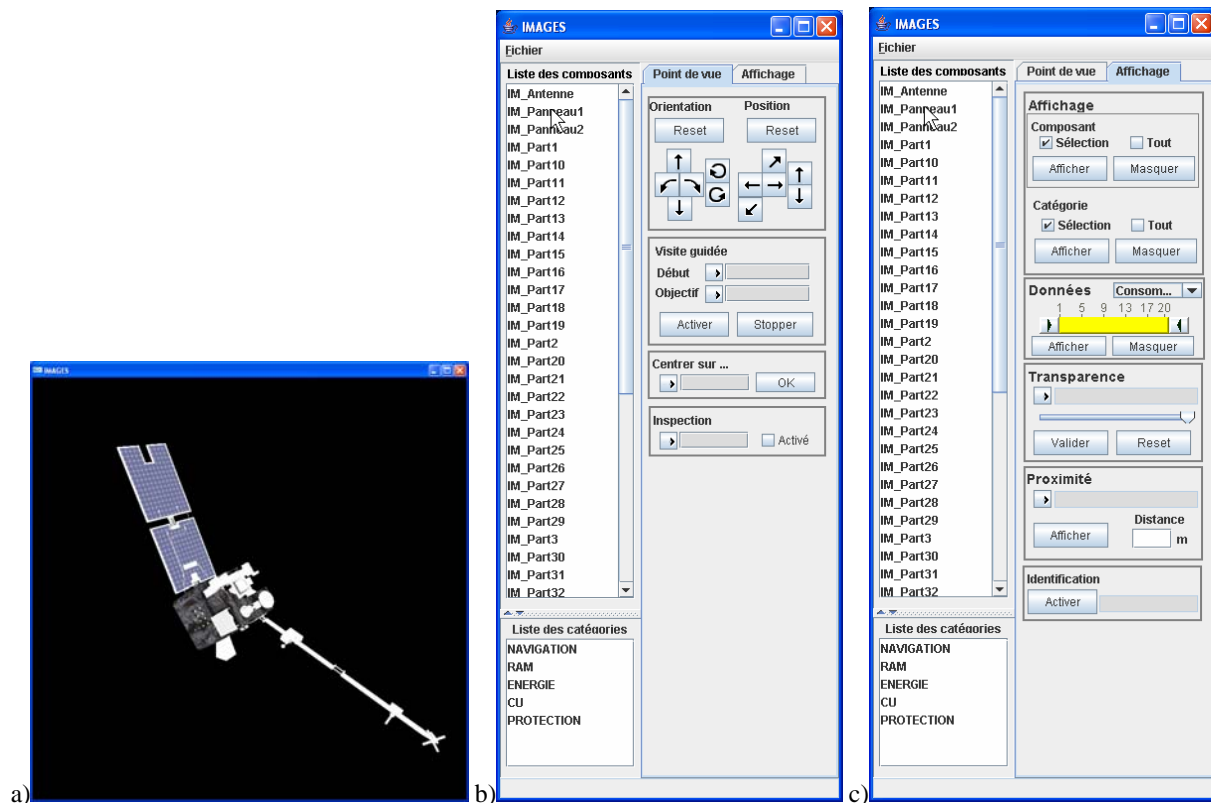 IMAGES
a)
IMAGES
Fichier
Liste des composants
IM_Antenne
IM_Panneau1
IM_Panneau2
IM_Part1
IM_Part10
IM_Part11
IM_Part12
IM_Part13
IM_Part14
IM_Part15
IM_Part16
IM_Part17
IM_Part18
IM_Part19
IM_Part2
IM_Part20
IM_Part21
IM_Part22
IM_Part23
IM_Part24
IM_Part25
IM_Part26
IM_Part27
IM_Part28
IM_Part29
IM_Part3
IM_Part30
IM_Part31
IM_Part32
Liste des catégories
NAVIGATION
RAM
ENERGIE
CU
PROTECTION
Point de vue Affichage
Orientation Position
Reset Reset
Visite guidée
Début
Objectif
Activer Stopper
Centrer sur ...
OK
Inspection
Activé
b)
IMAGES
Fichier
Liste des composants
IM_Antenne
IM_Panneau1
IM_Panneau2
IM_Part1
IM_Part10
IM_Part11
IM_Part12
IM_Part13
IM_Part14
IM_Part15
IM_Part16
IM_Part17
IM_Part18
IM_Part19
IM_Part2
IM_Part20
IM_Part21
IM_Part22
IM_Part23
IM_Part24
IM_Part25
IM_Part26
IM_Part27
IM_Part28
IM_Part29
IM_Part3
IM_Part30
IM_Part31
IM_Part32
Liste des catégories
NAVIGATION
RAM
ENERGIE
CU
PROTECTION
Point de vue Affichage
Affichage
Composant
Sélection Tout
Afficher Masquer
Catégorie
Sélection Tout
Afficher Masquer
Données Consom...
1 5 9 13 17 20
Afficher Masquer
Transparence
Valider Reset
Proximité
Distance
Afficher m
Identification
Activer
c)